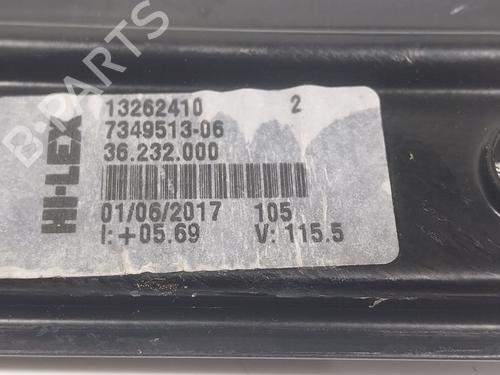 B-PARTS
HI-LEX
13262410 2
7349513-06
36.232.000
01/06/2017 105
I:+05.69 V: 115.5